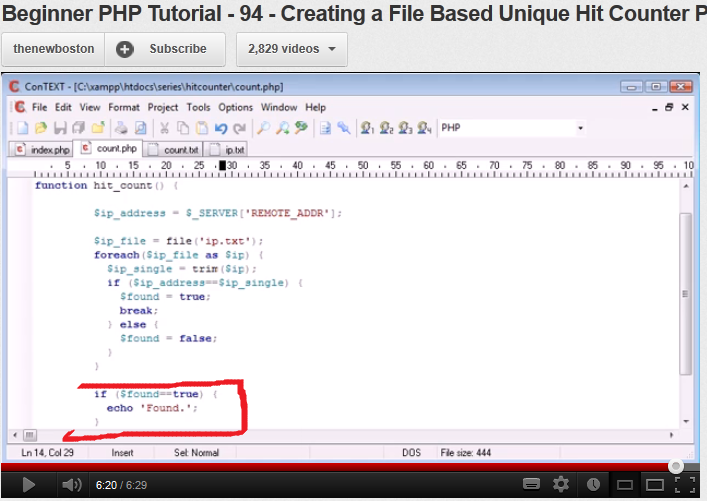 Beginner PHP Tutorial - 94 - Creating a File Based Unique Hit Counter P
thenewboston Subscribe 2,829 videos
ConTEXT - [C:\xampp\htdocs\series\hitcounter\count.php]
File Edit View Format Project Tools Options Window Help
PHP
index.php count.php count.txt ip.txt
5 10 15 20 25 30 35 40 45 50 55 60 65 70 75 80 85 90 95 10
function hit_count() {
$ip_address = $_SERVER['REMOTE_ADDR'];
$ip_file = file('ip.txt');
foreach($ip_file as $ip) {
$ip_single = trim($ip);
if ($ip_address==$ip_single) {
$found = true;
break;
} else {
$found = false;
}
}
if ($found==true) {
echo 'Found.';
}
Ln 14, Col 29 Insert Sel: Normal DOS File size: 444
6:20 / 6:29